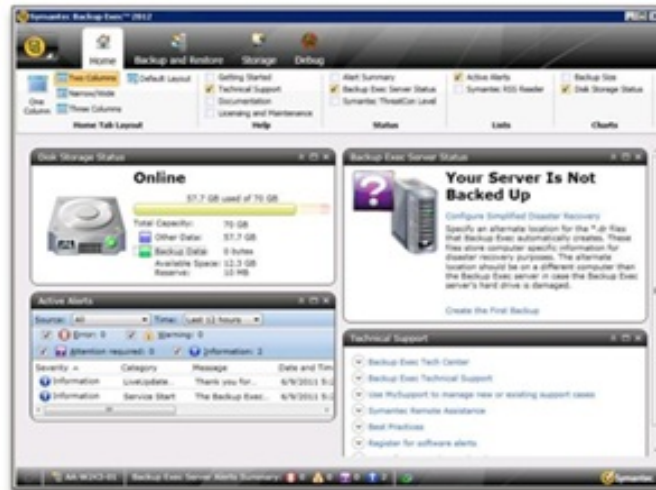 Symantec Backup Exec™ 2012
Home
Backup and Restore
Storage
Debug
One Column
Two Columns
Narrow/Wide
Three Columns
Default Layout
Home Tab Layout
Getting Started
Technical Support
Documentation
Licensing and Maintenance
Help
Alert Summary
Backup Exec Server Status
Symantec ThreatCon Level
Status
Active Alerts
Symantec RSS Reader
Lists
Backup Size
Disk Storage Status
Charts
Disk Storage Status
Online
57.7 GB used of 70 GB
Total Capacity: 70 GB
Other Data: 57.7 GB
Backup Data: 0 bytes
Available Space: 12.3 GB
Reserve: 10 MB
Backup Exec Server Status
Your Server Is Not
Backed Up
Configure Simplified Disaster Recovery
Specify an alternate location for the *.dr files
that Backup Exec automatically creates. These
files store computer specific information for
disaster recovery purposes. The alternate
location should be on a different computer than
the Backup Exec server in case the Backup Exec
server's hard drive is damaged.
Create the First Backup
Active Alerts
Source: All Time: Last 12 hours
Error: 0 Warning: 0
Attention required: 0 Information: 2
Severity Category Message Date and Tim
Information LiveUpdate... Thank you for... 6/9/2011 5:2
Information Service Start The Backup Exec... 6/9/2011 5:2
Technical Support
Backup Exec Tech Center
Backup Exec Technical Support
Use MySupport to manage new or existing support cases
Symantec Remote Assistance
Best Practices
Register for software alerts
Backup Exec Server Alerts Summary: 0 0 0 2
Symantec